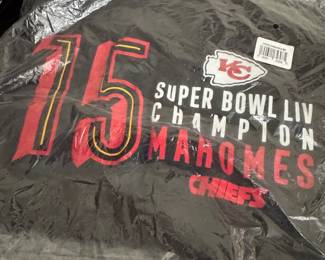 15
KC
SUPER BOWL LIV
CHAMPION
MAHOMES
CHIEFS